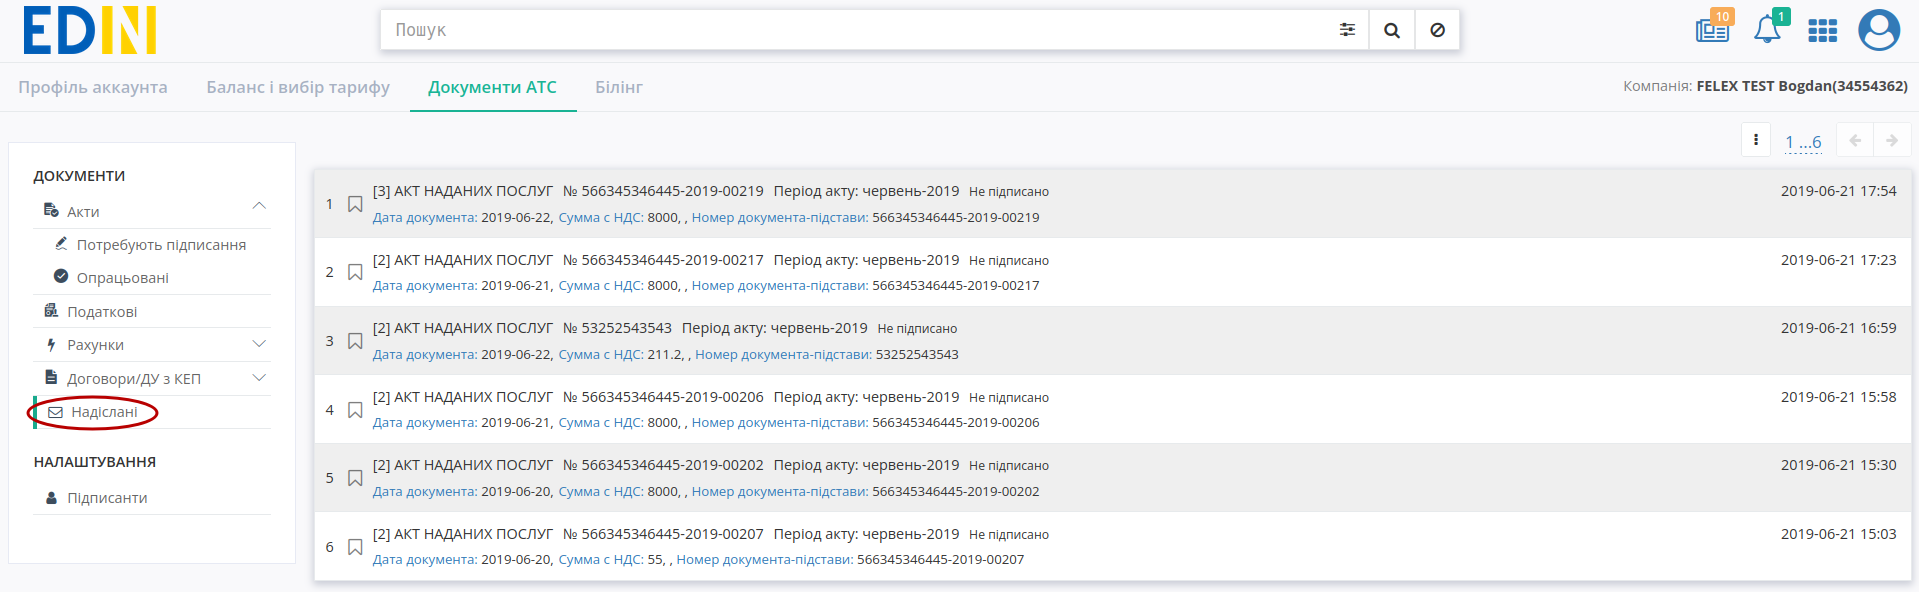 EDIN
Пошук
10
1
Профіль аккаунта Баланс і вибір тарифу Документи АТС Білінг
Компанія: FELEX TEST Bogdan(34554362)
1 ...6
ДОКУМЕНТИ
Акти
Потребують підписання
Опрацьовані
Податкові
Рахунки
Договори/ДУ з КЕП
Надіслані
НАЛАШТУВАННЯ
Підписанти
1 [3] АКТ НАДАНИХ ПОСЛУГ № 566345346445-2019-00219 Період акту: червень-2019 Не підписано 2019-06-21 17:54
Дата документа: 2019-06-22, Сумма с НДС: 8000, , Номер документа-підстави: 566345346445-2019-00219
2 [2] АКТ НАДАНИХ ПОСЛУГ № 566345346445-2019-00217 Період акту: червень-2019 Не підписано 2019-06-21 17:23
Дата документа: 2019-06-21, Сумма с НДС: 8000, , Номер документа-підстави: 566345346445-2019-00217
3 [2] АКТ НАДАНИХ ПОСЛУГ № 53252543543 Період акту: червень-2019 Не підписано 2019-06-21 16:59
Дата документа: 2019-06-22, Сумма с НДС: 211.2, , Номер документа-підстави: 53252543543
4 [2] АКТ НАДАНИХ ПОСЛУГ № 566345346445-2019-00206 Період акту: червень-2019 Не підписано 2019-06-21 15:58
Дата документа: 2019-06-21, Сумма с НДС: 8000, , Номер документа-підстави: 566345346445-2019-00206
5 [2] АКТ НАДАНИХ ПОСЛУГ № 566345346445-2019-00202 Період акту: червень-2019 Не підписано 2019-06-21 15:30
Дата документа: 2019-06-20, Сумма с НДС: 8000, , Номер документа-підстави: 566345346445-2019-00202
6 [2] АКТ НАДАНИХ ПОСЛУГ № 566345346445-2019-00207 Період акту: червень-2019 Не підписано 2019-06-21 15:03
Дата документа: 2019-06-20, Сумма с НДС: 55, , Номер документа-підстави: 566345346445-2019-00207